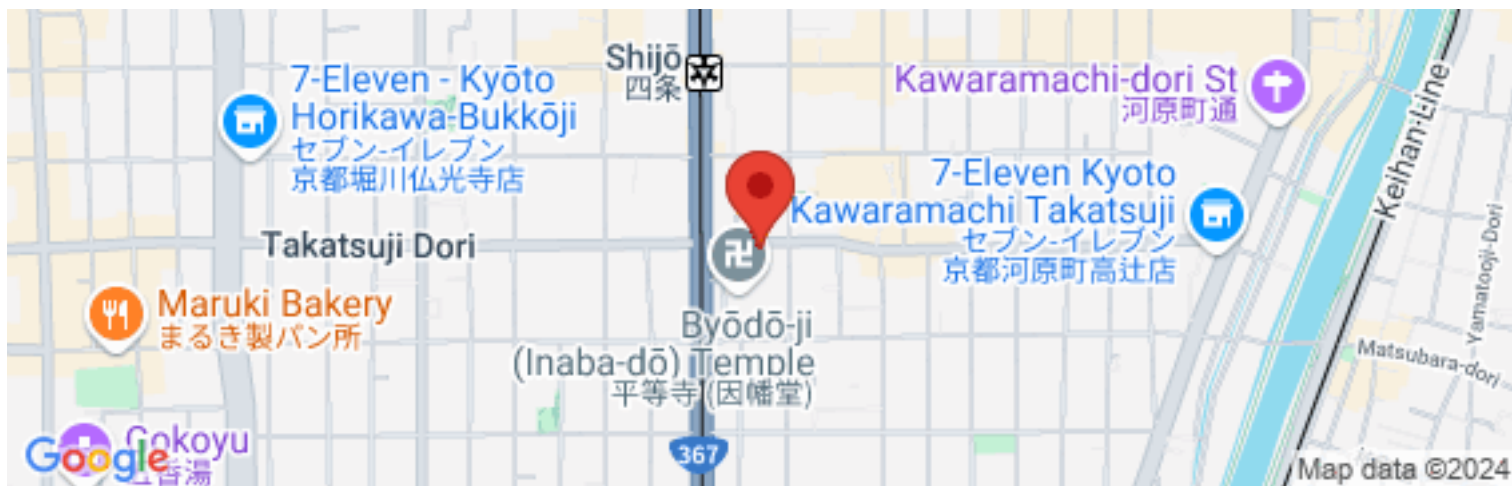 Shijō
四条
7-Eleven - Kyōto
Horikawa-Bukkōji
セブン-イレブン
京都堀川仏光寺店
Kawaramachi-dori St
河原町通
Keihan-Line
7-Eleven Kyoto
Kawaramachi Takatsuji
セブン-イレブン
京都河原町高辻店
Takatsuji Dori
卍
Yamatooji-Dori
Maruki Bakery
まるき製パン所
Byōdō-ji
(Inaba-dō) Temple
平等寺 (因幡堂)
Matsubara-dori
367
Gokoyu
Google
香湯
Map data ©2024